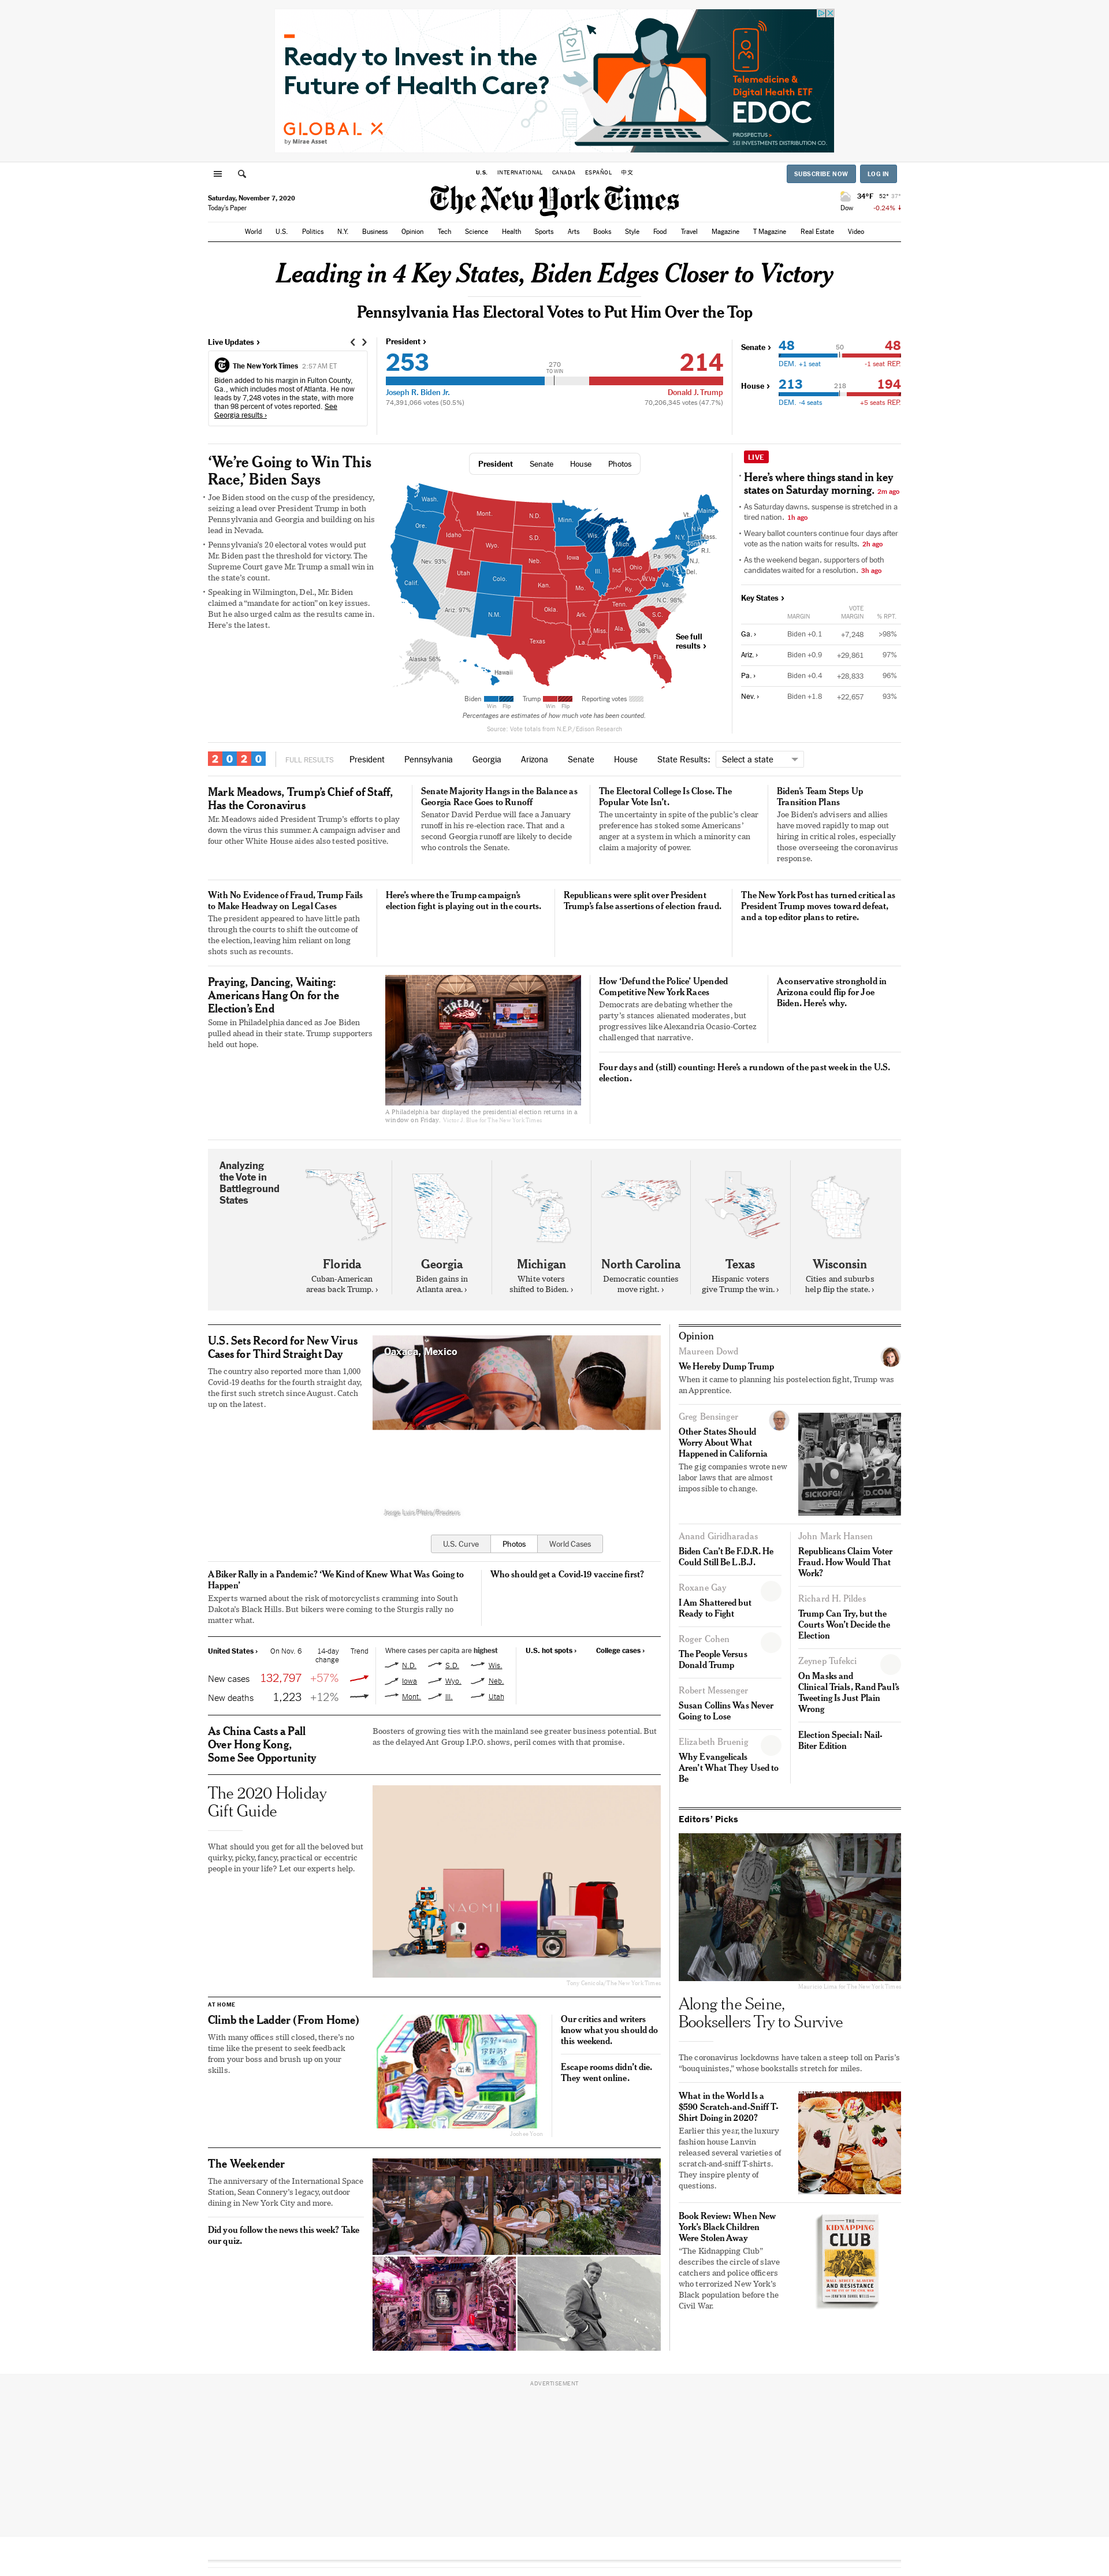 Ready to Invest in the
Future of Health Care?
GLOBAL X
by Mirae Asset
Telemedicine &
Digital Health ETF
EDOC
PROSPECTUS ▸
SEI INVESTMENTS DISTRIBUTION CO.
U.S. INTERNATIONAL CANADA ESPAÑOL 中文
SUBSCRIBE NOW LOG IN
Saturday, November 7, 2020
Today's Paper
The New York Times
34°F 52° 37°
Dow -0.24% ↓
World U.S. Politics N.Y. Business Opinion Tech Science Health Sports Arts Books Style Food Travel Magazine T Magazine Real Estate Video
Leading in 4 Key States, Biden Edges Closer to Victory
Pennsylvania Has Electoral Votes to Put Him Over the Top
Live Updates ›
The New York Times 2:57 AM ET
Biden added to his margin in Fulton County,
Ga., which includes most of Atlanta. He now
leads by 7,248 votes in the state, with more
than 98 percent of votes reported. See
Georgia results ›
President ›
253 270 TO WIN 214
Joseph R. Biden Jr. Donald J. Trump
74,391,066 votes (50.5%) 70,206,345 votes (47.7%)
Senate › 48 50 48
DEM. +1 seat -1 seat REP.
House › 213 218 194
DEM. -4 seats +5 seats REP.
‘We’re Going to Win This
Race,’ Biden Says
Joe Biden stood on the cusp of the presidency,
seizing a lead over President Trump in both
Pennsylvania and Georgia and building on his
lead in Nevada.
Pennsylvania’s 20 electoral votes would put
Mr. Biden past the threshold for victory. The
Supreme Court gave Mr. Trump a small win in
the state’s count.
Speaking in Wilmington, Del., Mr. Biden
claimed a “mandate for action” on key issues.
But he also urged calm as the results came in.
Here’s the latest.
President Senate House Photos
Wash.
Ore.
Calif.
Nev. 93%
Idaho
Mont.
Wyo.
Utah
Colo.
Ariz. 97%
N.M.
N.D.
S.D.
Neb.
Kan.
Okla.
Texas
Minn.
Iowa
Mo.
Ark.
La.
Wis.
Ill.
Mich.
Ind.
Ohio
Ky.
Tenn.
Miss.
Ala.
Ga. >98%
Fla.
S.C.
N.C. 98%
Va.
W.Va.
Pa. 96%
N.Y.
Vt.
N.H.
Maine
Mass.
R.I.
N.J.
Del.
Alaska 56%
Hawaii
See full
results ›
Biden Win Flip Trump Win Flip Reporting votes
Percentages are estimates of how much vote has been counted.
Source: Vote totals from N.E.P./Edison Research
LIVE
Here’s where things stand in key
states on Saturday morning. 2m ago
As Saturday dawns, suspense is stretched in a
tired nation. 1h ago
Weary ballot counters continue four days after
vote as the nation waits for results. 2h ago
As the weekend began, supporters of both
candidates waited for a resolution. 3h ago
Key States ›
MARGIN VOTE MARGIN % RPT.
Ga. › Biden +0.1 +7,248 >98%
Ariz. › Biden +0.9 +29,861 97%
Pa. › Biden +0.4 +28,833 96%
Nev. › Biden +1.8 +22,657 93%
2020 FULL RESULTS President Pennsylvania Georgia Arizona Senate House State Results: Select a state
Mark Meadows, Trump’s Chief of Staff,
Has the Coronavirus
Mr. Meadows aided President Trump’s efforts to play
down the virus this summer. A campaign adviser and
four other White House aides also tested positive.
Senate Majority Hangs in the Balance as
Georgia Race Goes to Runoff
Senator David Perdue will face a January
runoff in his re-election race. That and a
second Georgia runoff are likely to decide
who controls the Senate.
The Electoral College Is Close. The
Popular Vote Isn’t.
The uncertainty in spite of the public’s clear
preference has stoked some Americans’
anger at a system in which a minority can
claim a majority of power.
Biden’s Team Steps Up
Transition Plans
Joe Biden’s advisers and allies
have moved rapidly to map out
hiring in critical roles, especially
those overseeing the coronavirus
response.
With No Evidence of Fraud, Trump Fails
to Make Headway on Legal Cases
The president appeared to have little path
through the courts to shift the outcome of
the election, leaving him reliant on long
shots such as recounts.
Here’s where the Trump campaign’s
election fight is playing out in the courts.
Republicans were split over President
Trump’s false assertions of election fraud.
The New York Post has turned critical as
President Trump moves toward defeat,
and a top editor plans to retire.
Praying, Dancing, Waiting:
Americans Hang On for the
Election’s End
Some in Philadelphia danced as Joe Biden
pulled ahead in their state. Trump supporters
held out hope.
FIREBALL
A Philadelphia bar displayed the presidential election returns in a
window on Friday. Victor J. Blue for The New York Times
How ‘Defund the Police’ Upended
Competitive New York Races
Democrats are debating whether the
party’s stances alienated moderates, but
progressives like Alexandria Ocasio-Cortez
challenged that narrative.
A conservative stronghold in
Arizona could flip for Joe
Biden. Here’s why.
Four days and (still) counting: Here’s a rundown of the past week in the U.S.
election.
Analyzing
the Vote in
Battleground
States
Florida
Cuban-American
areas back Trump. ›
Georgia
Biden gains in
Atlanta area. ›
Michigan
White voters
shifted to Biden. ›
North Carolina
Democratic counties
move right. ›
Texas
Hispanic voters
give Trump the win. ›
Wisconsin
Cities and suburbs
help flip the state. ›
U.S. Sets Record for New Virus
Cases for Third Straight Day
The country also reported more than 1,000
Covid-19 deaths for the fourth straight day,
the first such stretch since August. Catch
up on the latest.
Oaxaca, Mexico
Jorge Luis Plata/Reuters
U.S. Curve Photos World Cases
A Biker Rally in a Pandemic? ‘We Kind of Knew What Was Going to
Happen’
Experts warned about the risk of motorcyclists cramming into South
Dakota’s Black Hills. But bikers were coming to the Sturgis rally no
matter what.
Who should get a Covid-19 vaccine first?
United States › On Nov. 6 14-day change Trend
New cases 132,797 +57%
New deaths 1,223 +12%
Where cases per capita are highest
N.D. S.D. Wis.
Iowa Wyo. Neb.
Mont. Ill. Utah
U.S. hot spots › College cases ›
As China Casts a Pall
Over Hong Kong,
Some See Opportunity
Boosters of growing ties with the mainland see greater business potential. But
as the delayed Ant Group I.P.O. shows, peril comes with that promise.
The 2020 Holiday
Gift Guide
What should you get for all the beloved but
quirky, picky, fancy, practical or eccentric
people in your life? Let our experts help.
NAOMI
Tony Cenicola/The New York Times
AT HOME
Climb the Ladder (From Home)
With many offices still closed, there’s no
time like the present to seek feedback
from your boss and brush up on your
skills.
Our critics and writers
know what you should do
this weekend.
Escape rooms didn’t die.
They went online.
The Weekender
The anniversary of the International Space
Station, Sean Connery’s legacy, outdoor
dining in New York City and more.
Did you follow the news this week? Take
our quiz.
Opinion
Maureen Dowd
We Hereby Dump Trump
When it came to planning his postelection fight, Trump was
an Apprentice.
Greg Bensinger
Other States Should
Worry About What
Happened in California
The gig companies wrote new
labor laws that are almost
impossible to change.
Anand Giridharadas
Biden Can’t Be F.D.R. He
Could Still Be L.B.J.
Roxane Gay
I Am Shattered but
Ready to Fight
Roger Cohen
The People Versus
Donald Trump
Robert Messenger
Susan Collins Was Never
Going to Lose
Elizabeth Bruenig
Why Evangelicals
Aren’t What They Used to
Be
John Mark Hansen
Republicans Claim Voter
Fraud. How Would That
Work?
Richard H. Pildes
Trump Can Try, but the
Courts Won’t Decide the
Election
Zeynep Tufekci
On Masks and
Clinical Trials, Rand Paul’s
Tweeting Is Just Plain
Wrong
Election Special: Nail-
Biter Edition
Editors’ Picks
Mauricio Lima for The New York Times
Along the Seine,
Booksellers Try to Survive
The coronavirus lockdowns have taken a steep toll on Paris’s
“bouquinistes,” whose bookstalls stretch for miles.
What in the World Is a
$590 Scratch-and-Sniff T-
Shirt Doing in 2020?
Earlier this year, the luxury
fashion house Lanvin
released several varieties of
scratch-and-sniff T-shirts.
They inspire plenty of
questions.
Book Review: When New
York’s Black Children
Were Stolen Away
“The Kidnapping Club”
describes the circle of slave
catchers and police officers
who terrorized New York’s
Black population before the
Civil War.
THE
KIDNAPPING
CLUB
AND RESISTANCE
ADVERTISEMENT